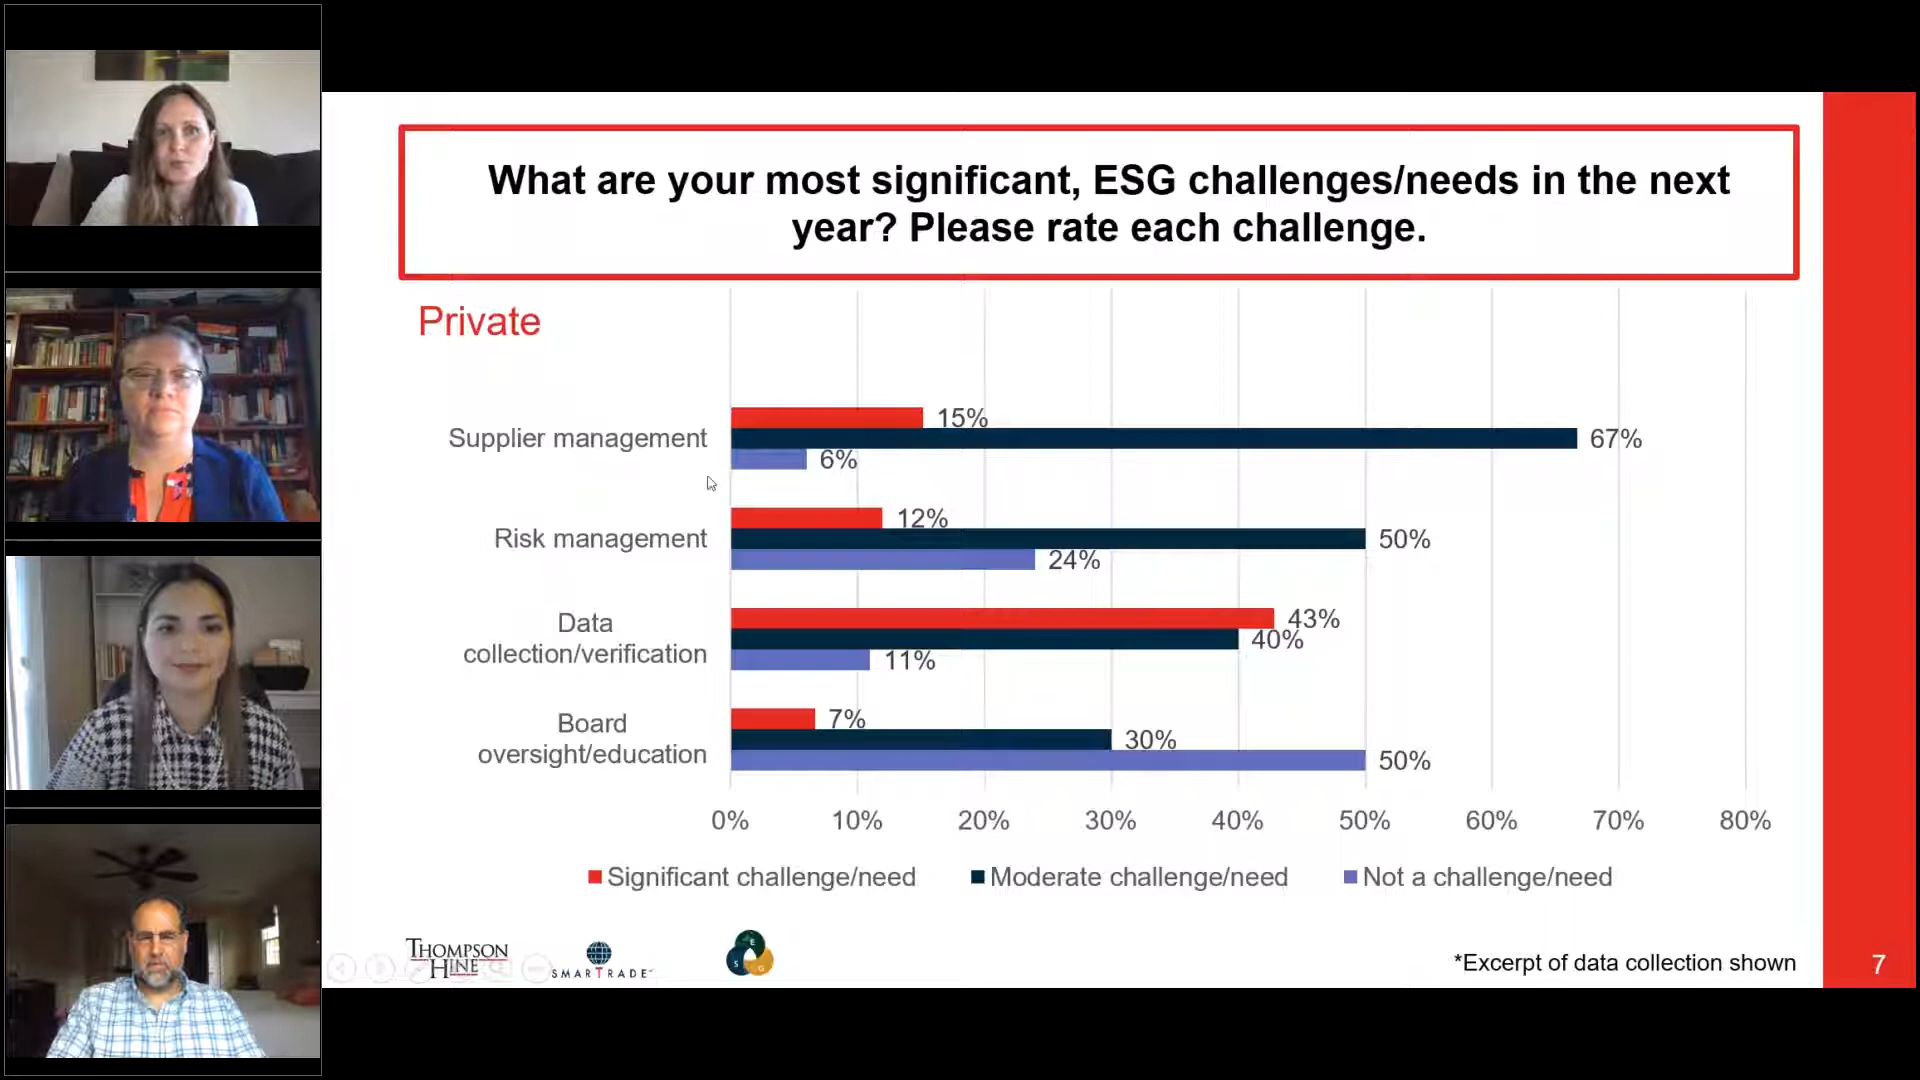 What are your most significant, ESG challenges/needs in the next
year? Please rate each challenge.
Private
Supplier management
15%
67%
6%
Risk management
12%
50%
24%
Data
collection/verification
43%
40%
11%
Board
oversight/education
7%
30%
50%
0% 10% 20% 30% 40% 50% 60% 70% 80%
Significant challenge/need
Moderate challenge/need
Not a challenge/need
THOMPSON
HINE
SMARTRADE
E
S G
*Excerpt of data collection shown
7